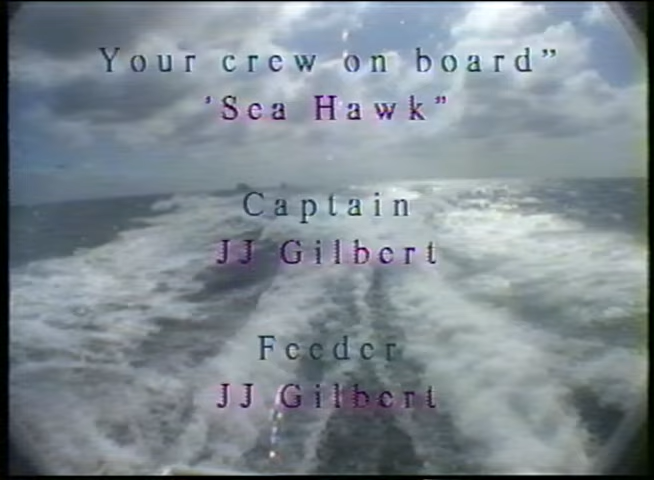 Your crew on board”
‘Sea Hawk”
Captain
JJ Gilbert
Feeder
JJ Gilbert